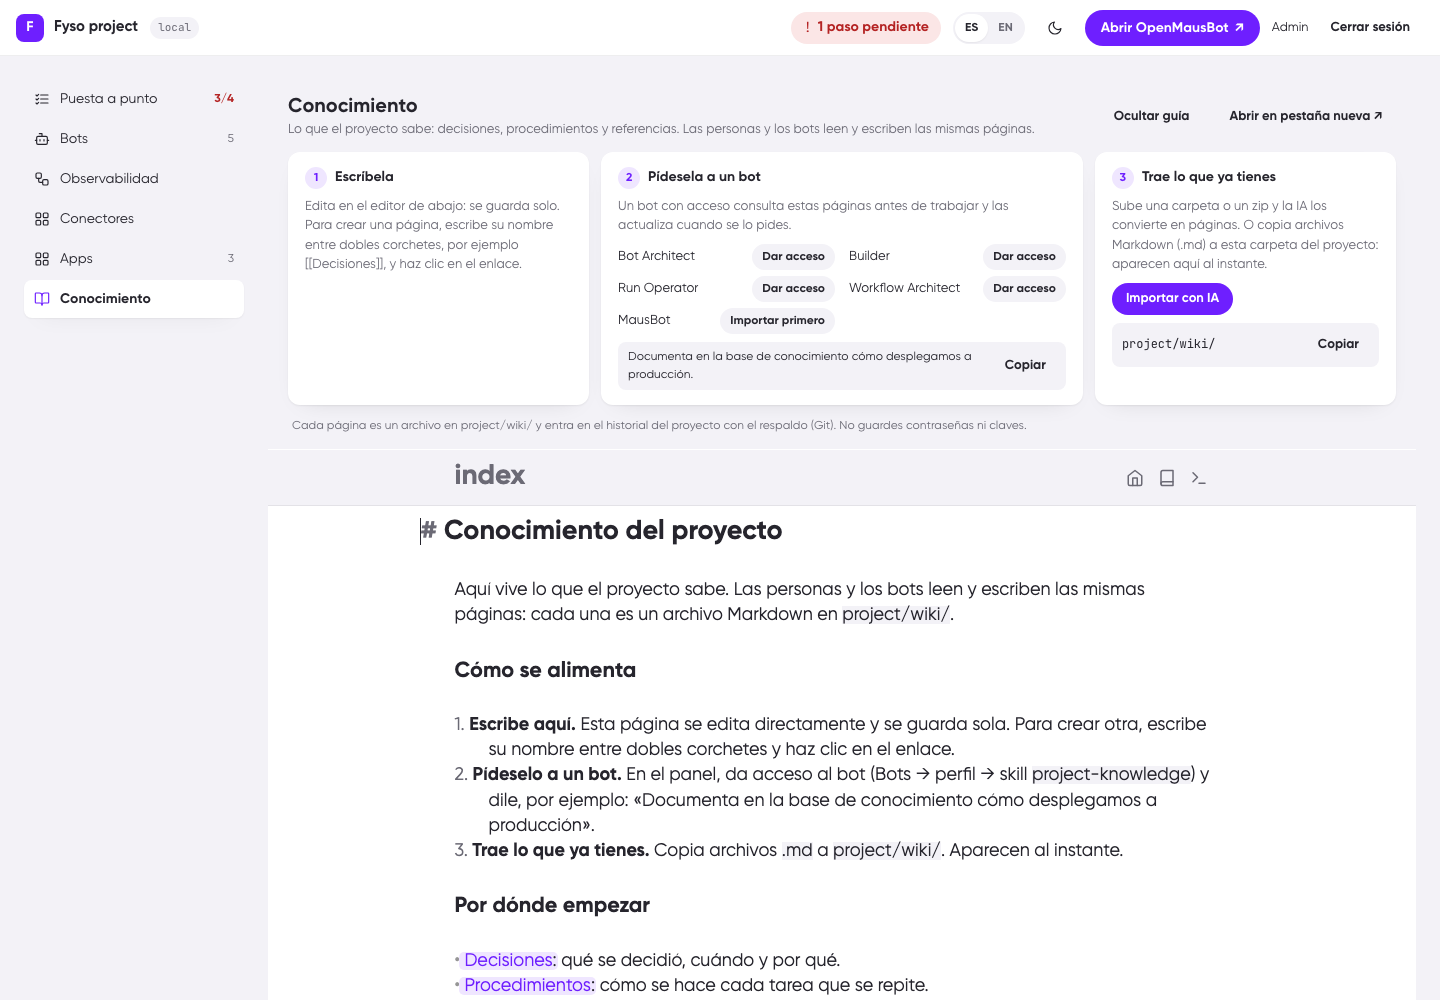 F Fyso project local
! 1 paso pendiente ES EN Abrir OpenMausBot ↗ Admin Cerrar sesión
Puesta a punto 3/4
Bots 5
Observabilidad
Conectores
Apps 3
Conocimiento
Conocimiento
Lo que el proyecto sabe: decisiones, procedimientos y referencias. Las personas y los bots leen y escriben las mismas páginas.
Ocultar guía Abrir en pestaña nueva ↗
1 Escríbela
Edita en el editor de abajo: se guarda solo.
Para crear una página, escribe su nombre
entre dobles corchetes, por ejemplo
[[Decisiones]], y haz clic en el enlace.
2 Pídesela a un bot
Un bot con acceso consulta estas páginas antes de trabajar y las
actualiza cuando se lo pides.
Bot Architect Dar acceso Builder Dar acceso
Run Operator Dar acceso Workflow Architect Dar acceso
MausBot Importar primero
Documenta en la base de conocimiento cómo desplegamos a
producción.
Copiar
3 Trae lo que ya tienes
Sube una carpeta o un zip y la IA los
convierte en páginas. O copia archivos
Markdown (.md) a esta carpeta del proyecto:
aparecen aquí al instante.
Importar con IA
project/wiki/ Copiar
Cada página es un archivo en project/wiki/ y entra en el historial del proyecto con el respaldo (Git). No guardes contraseñas ni claves.
index
# Conocimiento del proyecto
Aquí vive lo que el proyecto sabe. Las personas y los bots leen y escriben las mismas
páginas: cada una es un archivo Markdown en project/wiki/.
Cómo se alimenta
1. Escribe aquí. Esta página se edita directamente y se guarda sola. Para crear otra, escribe
su nombre entre dobles corchetes y haz clic en el enlace.
2. Pídeselo a un bot. En el panel, da acceso al bot (Bots → perfil → skill project-knowledge) y
dile, por ejemplo: «Documenta en la base de conocimiento cómo desplegamos a
producción».
3. Trae lo que ya tienes. Copia archivos .md a project/wiki/. Aparecen al instante.
Por dónde empezar
• Decisiones: qué se decidió, cuándo y por qué.
• Procedimientos: cómo se hace cada tarea que se repite.